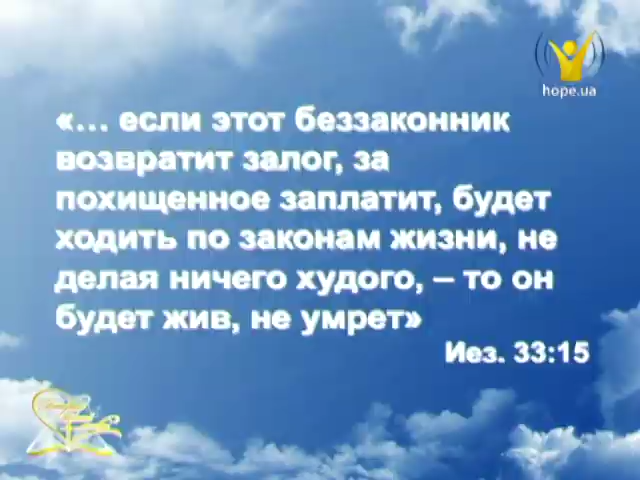 hope.ua
«... если этот беззаконник
возвратит залог, за
похищенное заплатит, будет
ходить по законам жизни, не
делая ничего худого, – то он
будет жив, не умрет»
Иез. 33:15